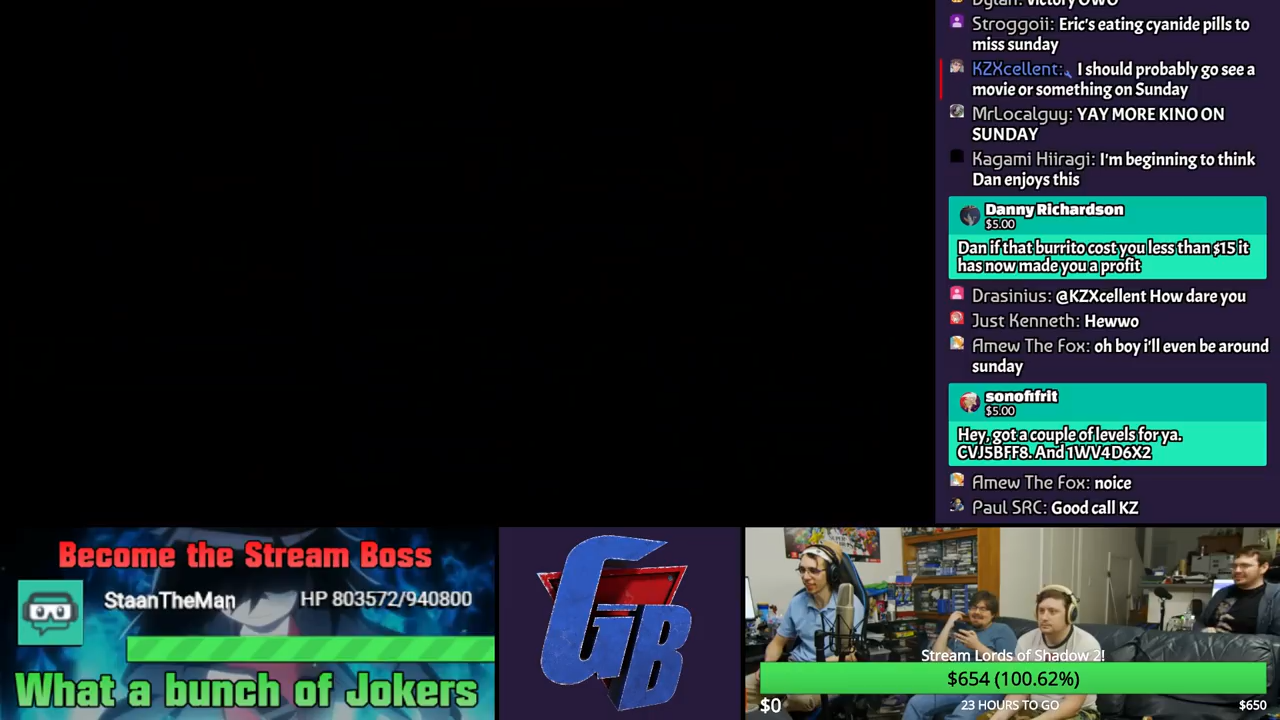 Dylan: victory OWO
Stroggoii: Eric's eating cyanide pills to
miss sunday
KZXcellent: I should probably go see a
movie or something on Sunday
MrLocalguy: YAY MORE KINO ON
SUNDAY
Kagami Hiiragi: I'm beginning to think
Dan enjoys this
Danny Richardson
$5.00
Dan if that burrito cost you less than $15 it
has now made you a profit
Drasinius: @KZXcellent How dare you
Just Kenneth: Hewwo
Amew The Fox: oh boy i'll even be around
sunday
sonofifrit
$5.00
Hey, got a couple of levels for ya.
CVJ5BFF8. And 1WV4D6X2
Amew The Fox: noice
Paul SRC: Good call KZ
Become the Stream Boss
StaanTheMan HP 803572/940800
What a bunch of Jokers
GB
Stream Lords of Shadow 2!
$654 (100.62%)
$0 23 HOURS TO GO $650